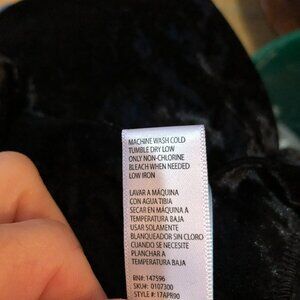 MACHINE WASH COLD
TUMBLE DRY LOW
ONLY NON-CHLORINE
BLEACH WHEN NEEDED
LOW IRON
LAVAR A MÁQUINA
CON AGUA TIBIA
SECAR EN MÁQUINA A
TEMPERATURA BAJA
USAR SOLAMENTE
BLANQUEADOR SIN CLORO
CUANDO SE NECESITE
PLANCHAR A
TEMPERATURA BAJA
RN#: 147596
SKU#: 0107300
STYLE #: 17APR90